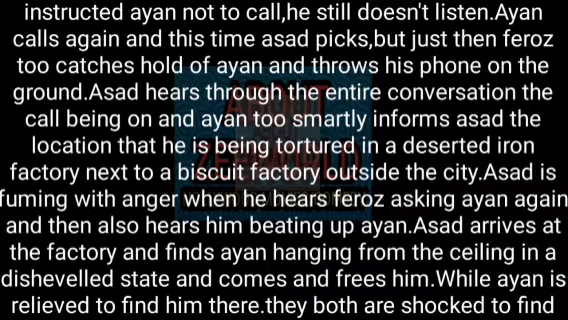 instructed ayan not to call,he still doesn't listen.Ayan
calls again and this time asad picks,but just then feroz
too catches hold of ayan and throws his phone on the
ground.Asad hears through the entire conversation the
call being on and ayan too smartly informs asad the
location that he is being tortured in a deserted iron
factory next to a biscuit factory outside the city.Asad is
fuming with anger when he hears feroz asking ayan again
and then also hears him beating up ayan.Asad arrives at
the factory and finds ayan hanging from the ceiling in a
dishevelled state and comes and frees him.While ayan is
relieved to find him there.they both are shocked to find